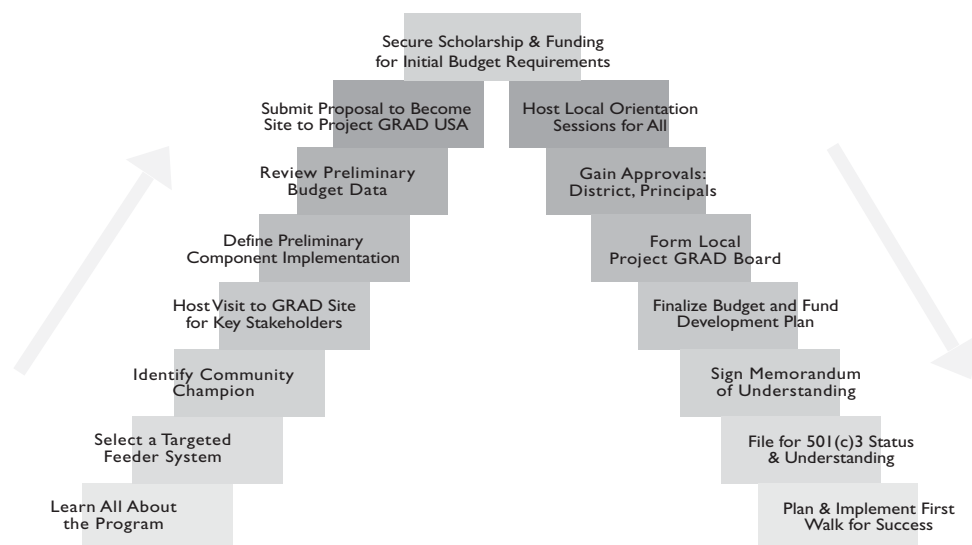 Secure Scholarship & Funding
for Initial Budget Requirements
Submit Proposal to Become
Site to Project GRAD USA
Host Local Orientation
Sessions for All
Review Preliminary
Budget Data
Gain Approvals:
District, Principals
Define Preliminary
Component Implementation
Form Local
Project GRAD Board
Host Visit to GRAD Site
for Key Stakeholders
Finalize Budget and Fund
Development Plan
Identify Community
Champion
Sign Memorandum
of Understanding
Select a Targeted
Feeder System
File for 501(c)3 Status
& Understanding
Learn All About
the Program
Plan & Implement First
Walk for Success